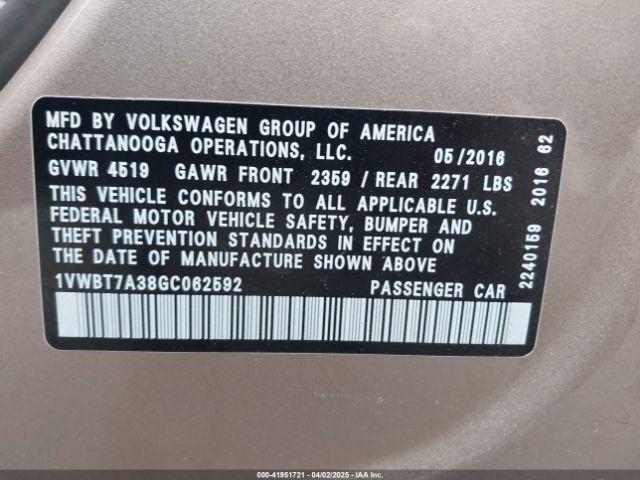 MFD BY VOLKSWAGEN GROUP OF AMERICA
CHATTANOOGA OPERATIONS, LLC. 05/2016
GVWR 4519 GAWR FRONT 2359 / REAR 2271 LBS
THIS VEHICLE CONFORMS TO ALL APPLICABLE U.S.
FEDERAL MOTOR VEHICLE SAFETY, BUMPER AND
THEFT PREVENTION STANDARDS IN EFFECT ON
THE DATE OF MANUFACTURE SHOWN ABOVE
1VWBT7A38GC062592 PASSENGER CAR
2240159 2016 62
000-41951721 - 04/02/2025 - IAA Inc.